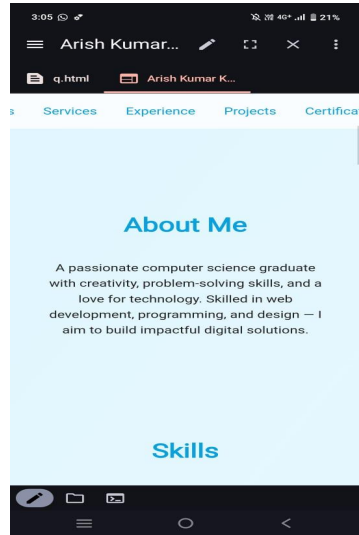 3:05 4G+ 21%
Arish Kumar...
q.html Arish Kumar K...
s Services Experience Projects Certifica
About Me
A passionate computer science graduate
with creativity, problem-solving skills, and a
love for technology. Skilled in web
development, programming, and design — I
aim to build impactful digital solutions.
Skills